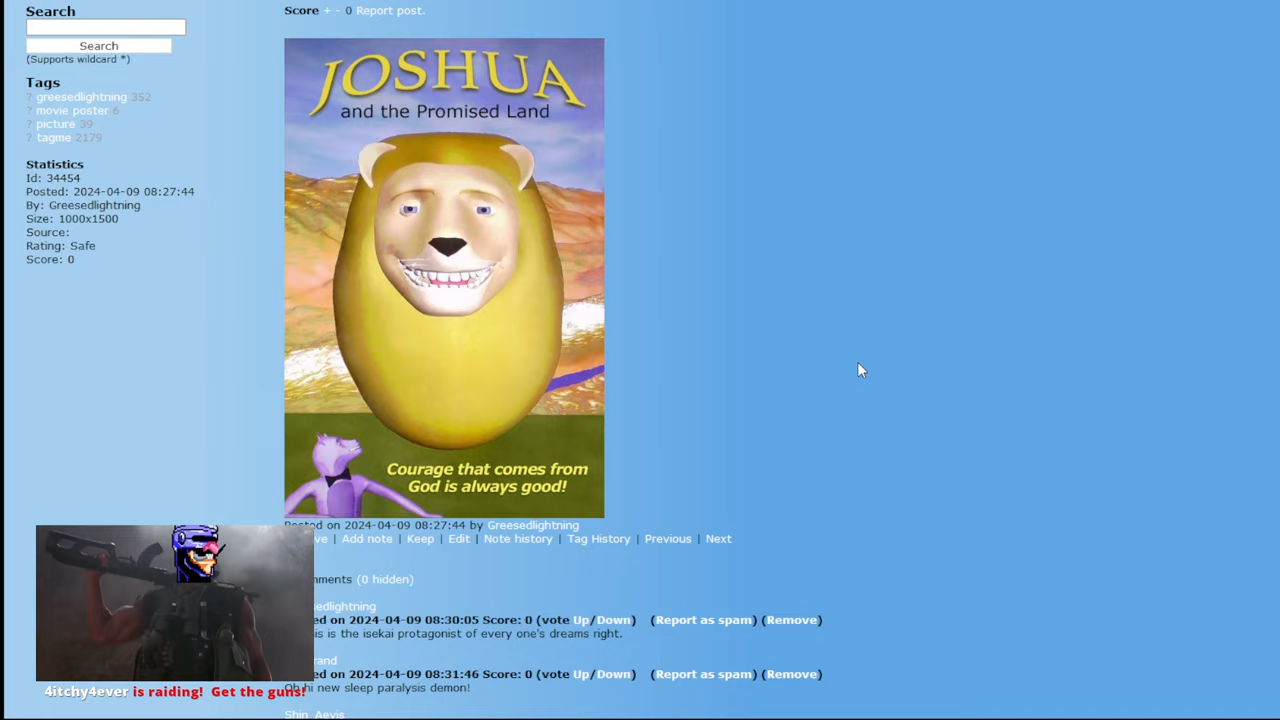 Search
Search
(Supports wildcard *)
Tags
? greesedlightning 352
? movie poster 6
? picture 39
? tagme 2179
Statistics
Id: 34454
Posted: 2024-04-09 08:27:44
By: Greesedlightning
Size: 1000x1500
Source:
Rating: Safe
Score: 0
Score + - 0 Report post.
JOSHUA
and the Promised Land
Courage that comes from
God is always good!
Posted on 2024-04-09 08:27:44 by Greesedlightning
| Add note | Keep | Edit | Note history | Tag History | Previous | Next
(0 hidden)
on 2024-04-09 08:30:05 Score: 0 (vote Up/Down) (Report as spam) (Remove)
is the isekai protagonist of every one's dreams right.
on 2024-04-09 08:31:46 Score: 0 (vote Up/Down) (Report as spam) (Remove)
Oh hi new sleep paralysis demon!
Shin_Aevis
4itchy4ever is raiding! Get the guns!